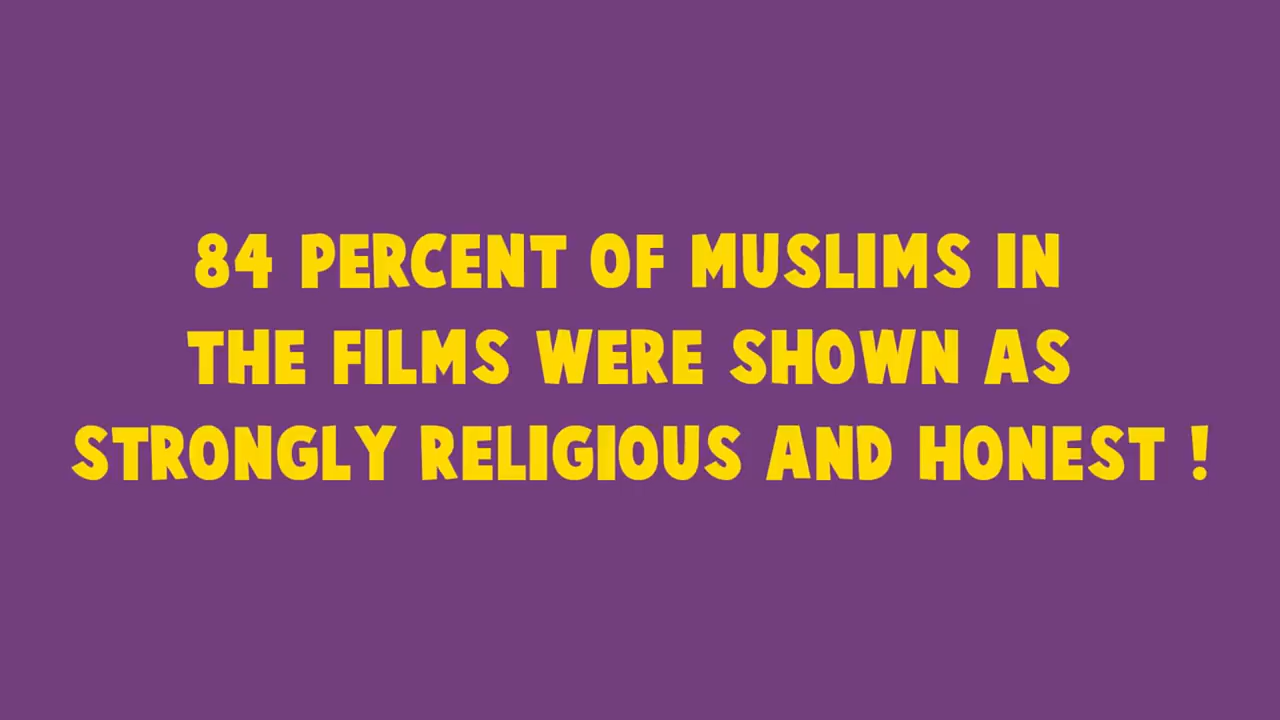 84 PERCENT OF MUSLIMS IN
THE FILMS WERE SHOWN AS
STRONGLY RELIGIOUS AND HONEST !